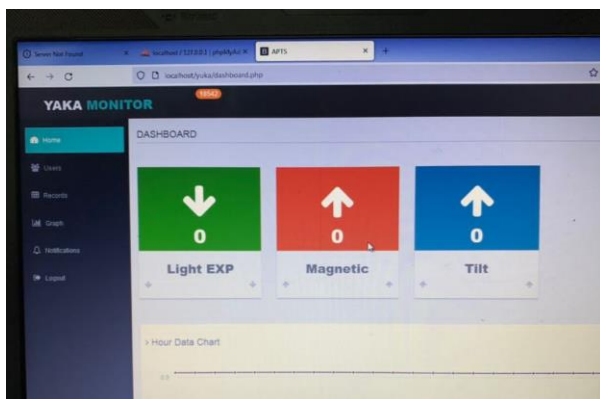 Server Not Found
localhost / 127.0.0.1 | phpMyAd
APTS
localhost/yuka/dashboard.php
YAKA MONITOR
18542
Home
DASHBOARD
Users
Records
Graph
Notifications
Logout
0
0
0
Light EXP
Magnetic
Tilt
> Hour Data Chart